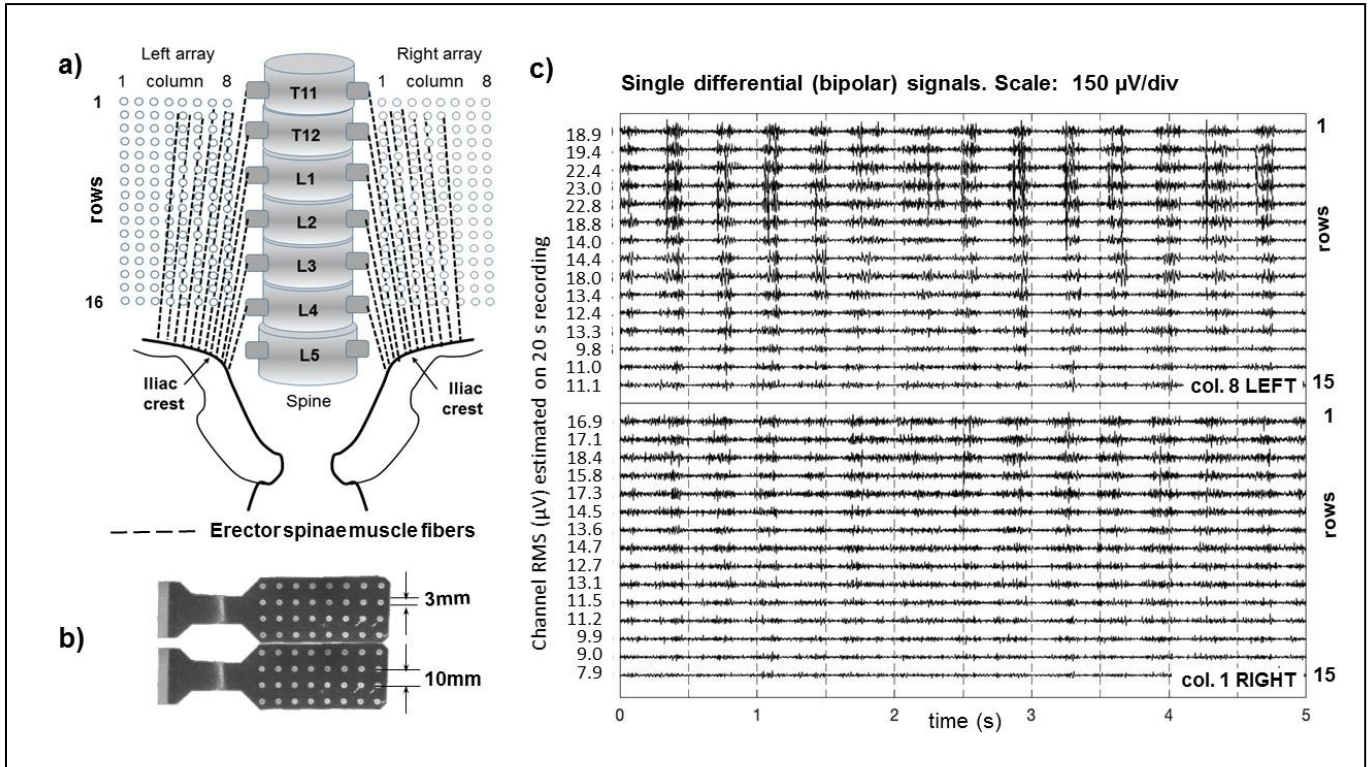 a)
Left array
1 column 8
Right array
1 column 8
1
rows
16
T11
T12
L1
L2
L3
L4
L5
Iliac
crest
Spine
Iliac
crest
Erector spinae muscle fibers
b)
3mm
10mm
c)
Single differential (bipolar) signals. Scale: 150 µV/div
Channel RMS (µV) estimated on 20 s recording
18.9
19.4
22.4
23.0
22.8
18.8
14.0
14.4
18.0
13.4
12.4
13.3
9.8
11.0
11.1
1
rows
col. 8 LEFT
15
16.9
17.1
18.4
15.8
17.3
14.5
13.6
14.7
12.7
13.1
11.5
11.2
9.9
9.0
7.9
1
rows
col. 1 RIGHT
15
0 1 2 3 4 5
time (s)